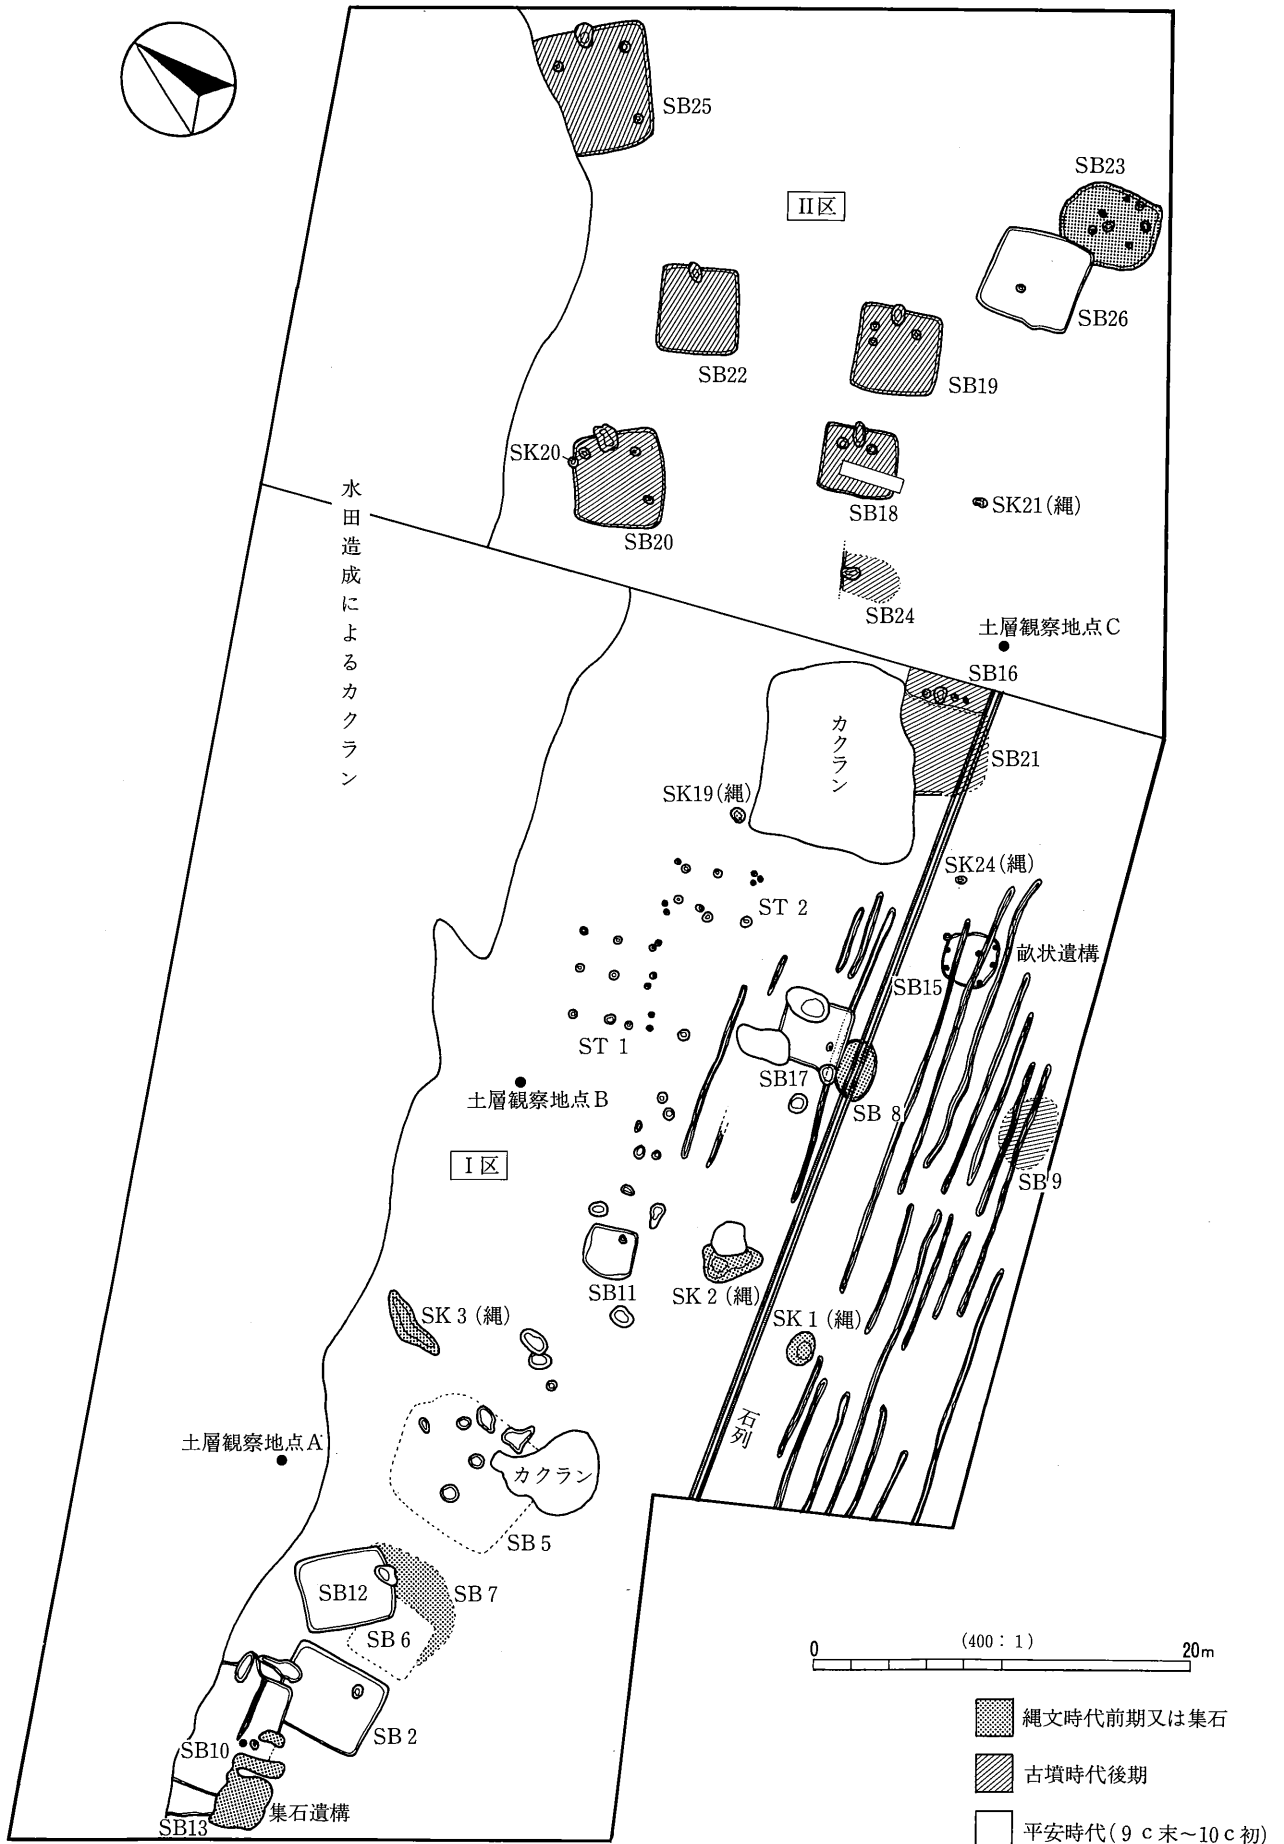 SB25
SB23
II区
SB26
SB22
SB19
SK20
水田造成によるカクラン
SB18
SK21(縄)
SB20
SB24
土層観察地点C
SB16
カクラン
SB21
SK19(縄)
SK24(縄)
ST 2
畝状遺構
SB15
ST 1
SB17
土層観察地点B
SB 8
I区
SB 9
SB11
SK 2 (縄)
SK 3 (縄)
SK 1 (縄)
石列
土層観察地点A
カクラン
SB 5
SB12
SB 7
SB 6
SB 2
SB10
集石遺構
SB13
0 (400:1) 20m
縄文時代前期又は集石
古墳時代後期
平安時代(9c末~10c初)